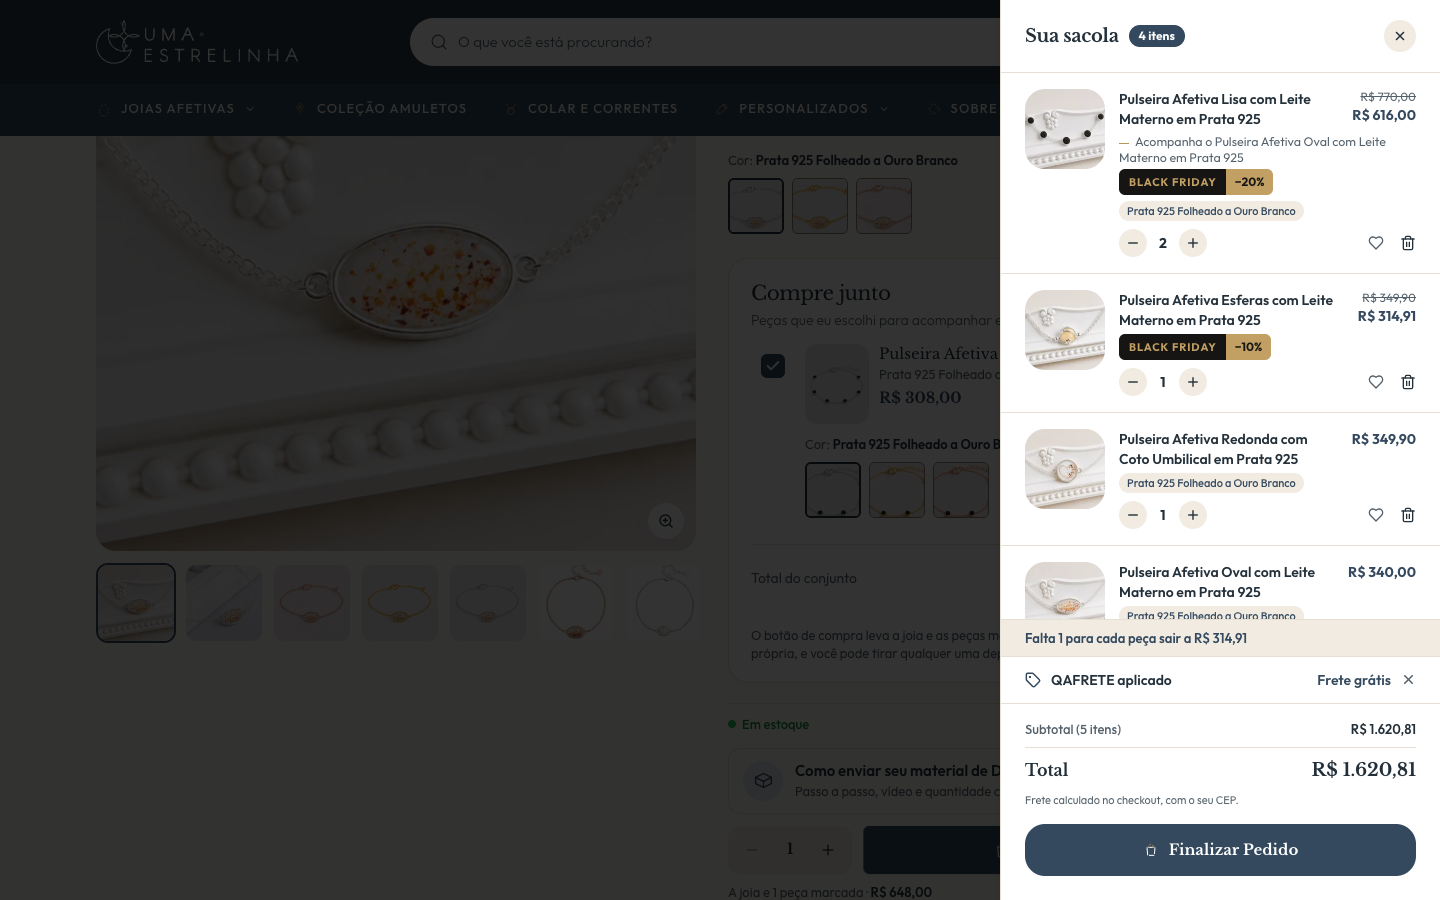 UMA
ESTRELINHA
O que você está procurando?
JOIAS AFETIVAS
COLEÇÃO AMULETOS
COLAR E CORRENTES
PERSONALIZADOS
SOBRE
Cor: Prata 925 Folheado a Ouro Branco
Compre junto
Peças que eu escolhi para acompanhar
Pulseira Afetiva
Prata 925 Folheado
R$ 308,00
Cor: Prata 925 Folheado a Ouro
Total do conjunto
O botão de compra leva a joia e as peças
própria, e você pode tirar qualquer uma
Em estoque
Como enviar seu material de
Passo a passo, vídeo e quantidade
1
A joia e 1 peça marcada · R$ 648,00
Sua sacola
4 itens
Pulseira Afetiva Lisa com Leite
Materno em Prata 925
R$ 770,00
R$ 616,00
— Acompanha o Pulseira Afetiva Oval com Leite
Materno em Prata 925
BLACK FRIDAY −20%
Prata 925 Folheado a Ouro Branco
2
Pulseira Afetiva Esferas com Leite
Materno em Prata 925
R$ 349,90
R$ 314,91
BLACK FRIDAY −10%
1
Pulseira Afetiva Redonda com
Coto Umbilical em Prata 925
R$ 349,90
Prata 925 Folheado a Ouro Branco
1
Pulseira Afetiva Oval com Leite
Materno em Prata 925
R$ 340,00
Prata 925 Folheado a Ouro Branco
Falta 1 para cada peça sair a R$ 314,91
QAFRETE aplicado
Frete grátis
Subtotal (5 itens)
R$ 1.620,81
Total
R$ 1.620,81
Frete calculado no checkout, com o seu CEP.
Finalizar Pedido